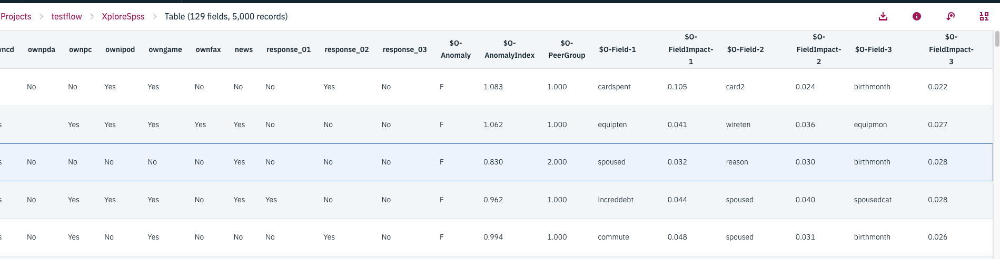 Projects > testflow > XploreSpss > Table (129 fields, 5,000 records)
ncd ownpda ownpc ownipod owngame ownfax news response_01 response_02 response_03 $O-Anomaly $O-AnomalyIndex $O-PeerGroup $O-Field-1 $O-FieldImpact-1 $O-Field-2 $O-FieldImpact-2 $O-Field-3 $O-FieldImpact-3
No No Yes Yes No No No Yes No F 1.083 1.000 cardspent 0.105 card2 0.024 birthmonth 0.022
s Yes Yes Yes Yes Yes No No No F 1.062 1.000 equipten 0.041 wireten 0.036 equipmon 0.027
s No No No No No Yes No No No F 0.830 2.000 spoused 0.032 reason 0.030 birthmonth 0.028
s No Yes Yes Yes No Yes Yes No No F 0.962 1.000 lncreddebt 0.044 spoused 0.040 spousedcat 0.028
s No Yes No Yes No No No Yes No F 0.994 1.000 commute 0.048 spoused 0.031 birthmonth 0.026